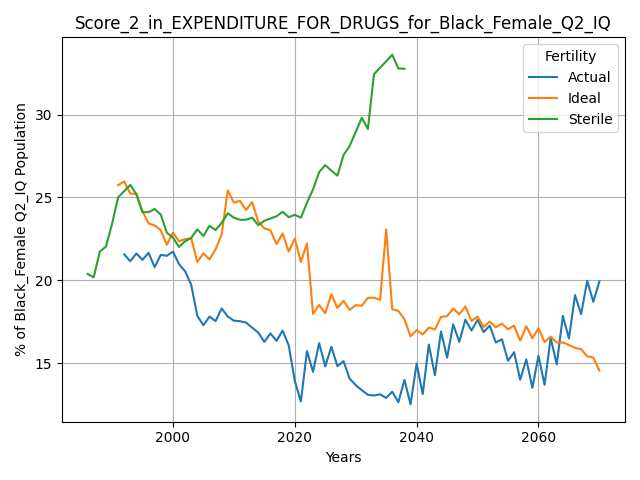 Score_2_in_EXPENDITURE_FOR_DRUGS_for_Black_Female_Q2_IQ
% of Black_Female Q2_IQ Population
30
25
20
15
Fertility
Actual
Ideal
Sterile
2000
2020
2040
2060
Years